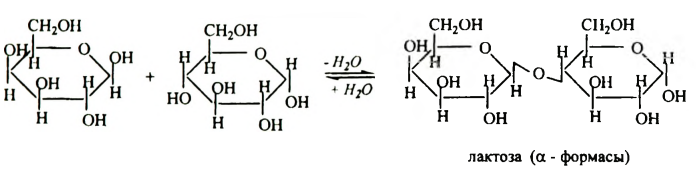 CH₂OH CH₂OH CH₂OH CH₂OH
OH H O OH + H H O H - H₂O OH H O O H H O H
H OH H H HO OH H OH + H₂O H OH H H OH H OH
H OH H OH H OH H OH
лактоза (α - формасы)